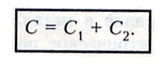 C = C₁ + C₂.